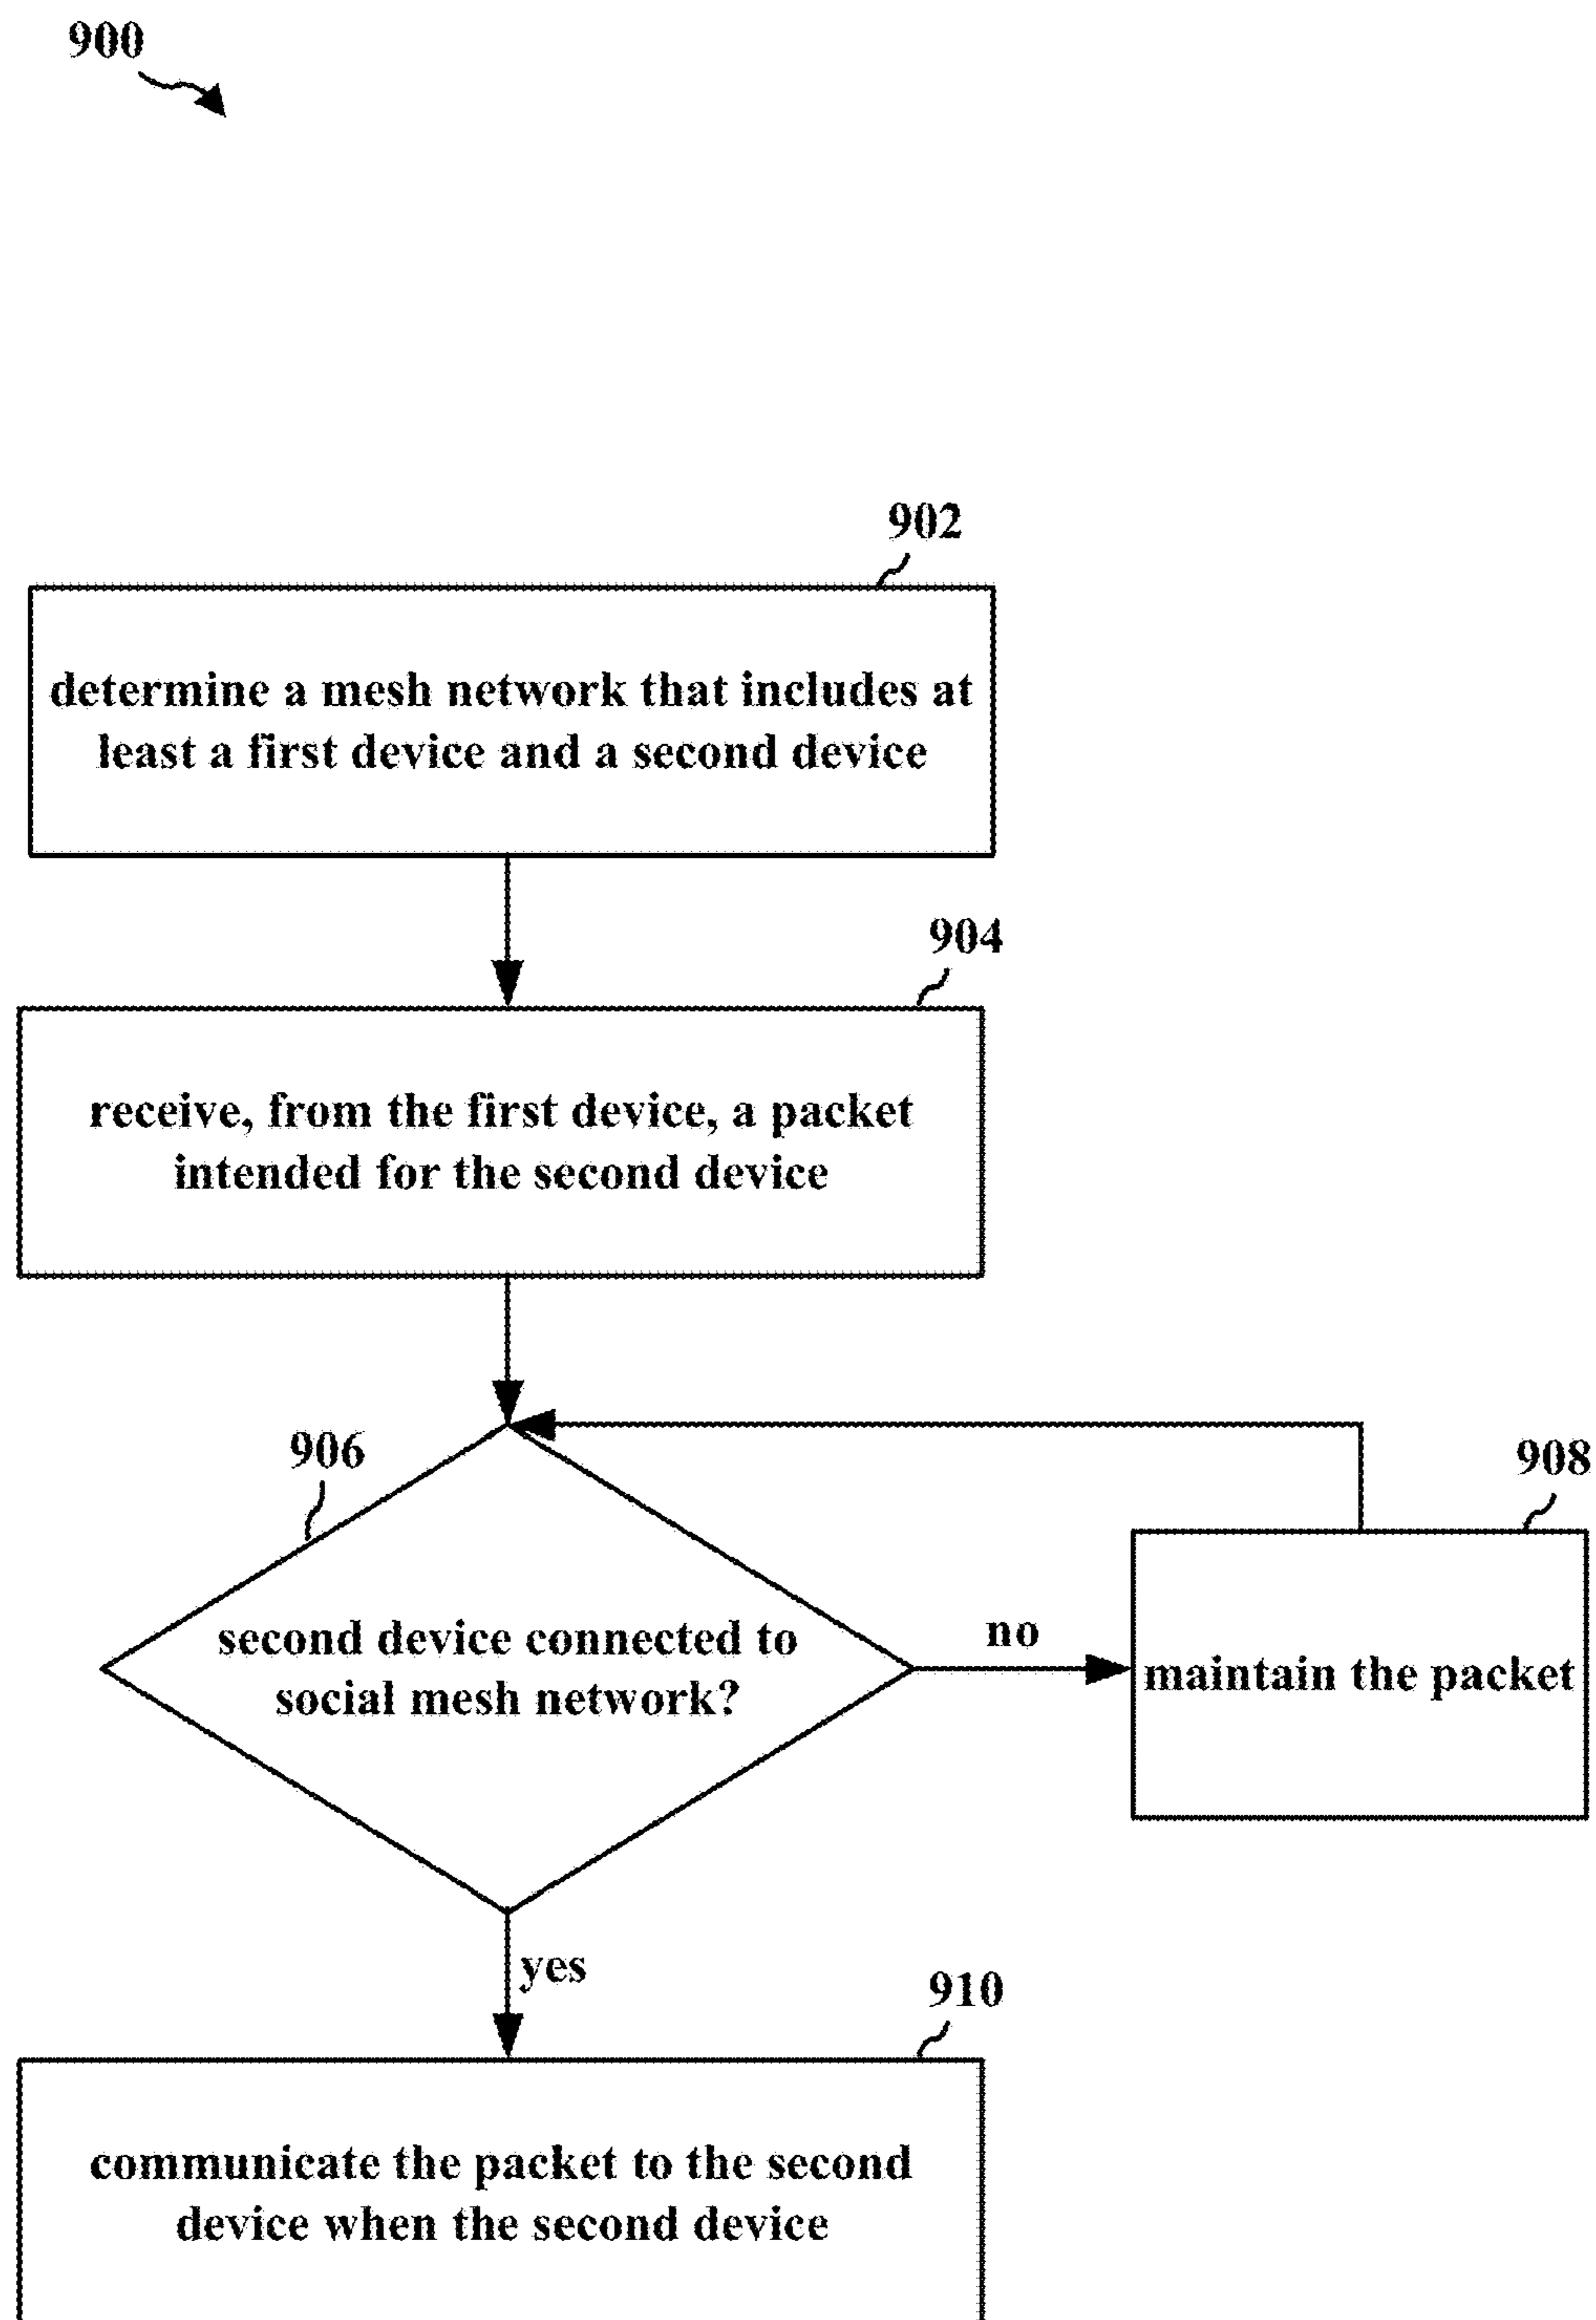 900
902
determine a mesh network that includes at
least a first device and a second device
904
receive, from the first device, a packet
intended for the second device
906
second device connected to
social mesh network?
no
908
maintain the packet
yes
910
communicate the packet to the second
device when the second device